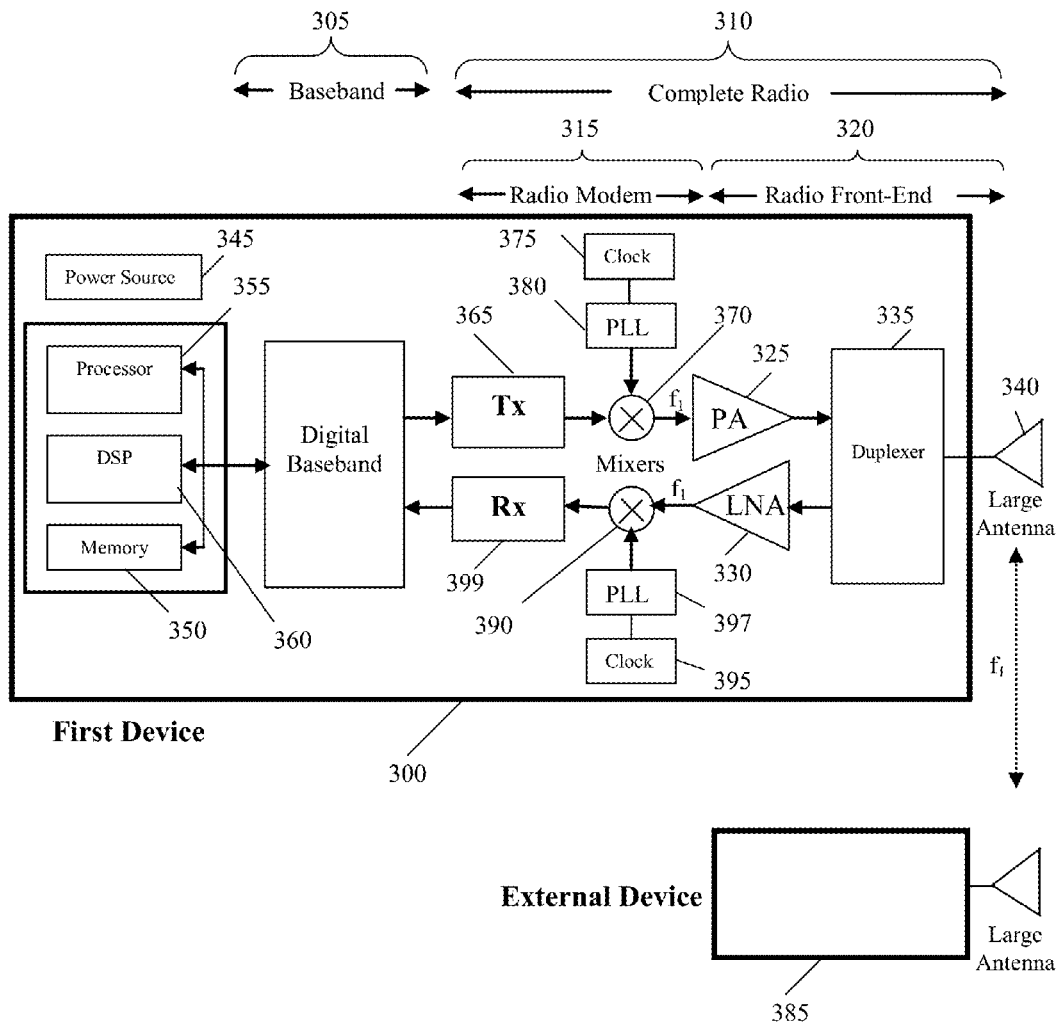 305
310
Baseband
Complete Radio
315
320
Radio Modem
Radio Front-End
345
375
Clock
Power Source
355
380
370
335
365
PLL
325
340
Processor
Tx
f₁
PA
Digital
Baseband
DSP
Mixers
Duplexer
Rx
f₁
LNA
Large
Antenna
Memory
399
330
PLL
350
360
390
397
Clock
395
f₁
First Device
300
External Device
Large
Antenna
385